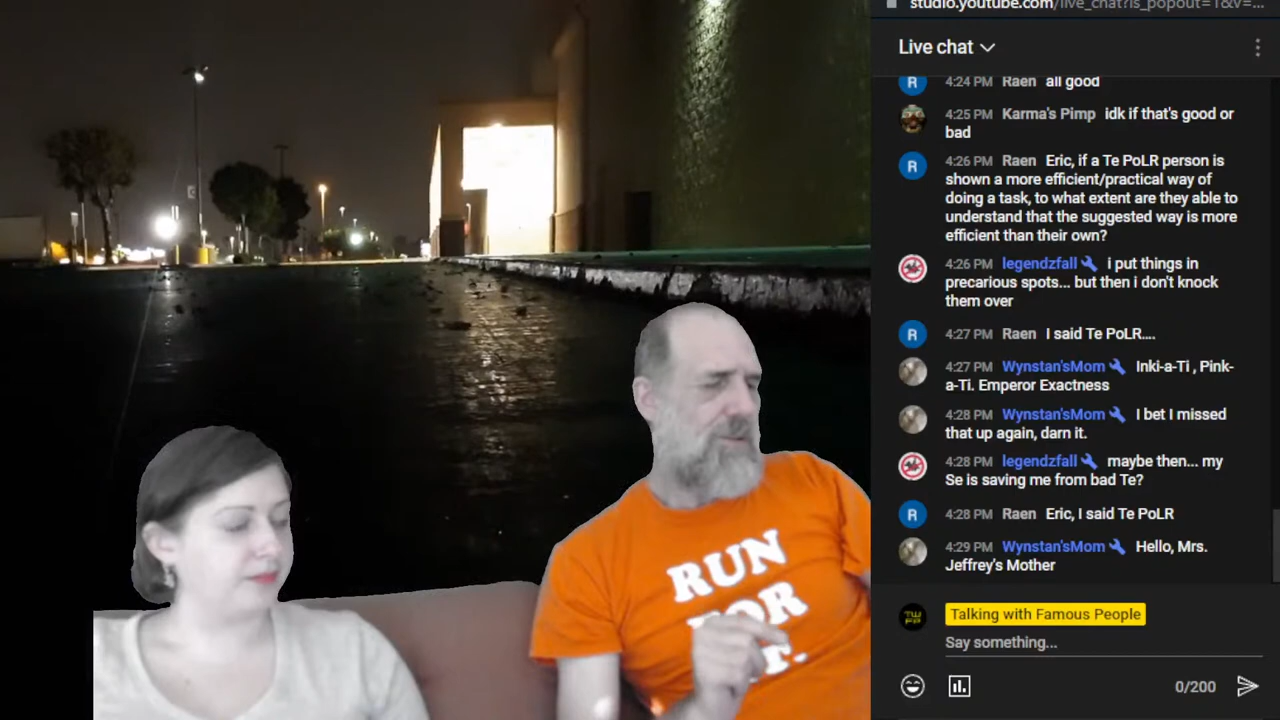 studio.youtube.com/live_chat?is_popout=1&v=...
Live chat
4:24 PM Raen all good
4:25 PM Karma's Pimp idk if that's good or
bad
4:26 PM Raen Eric, if a Te PoLR person is
shown a more efficient/practical way of
doing a task, to what extent are they able to
understand that the suggested way is more
efficient than their own?
4:26 PM legendzfall i put things in
precarious spots... but then i don't knock
them over
4:27 PM Raen I said Te PoLR....
4:27 PM Wynstan'sMom Inki-a-Ti , Pink-
a-Ti. Emperor Exactness
4:28 PM Wynstan'sMom I bet I missed
that up again, darn it.
4:28 PM legendzfall maybe then... my
Se is saving me from bad Te?
4:28 PM Raen Eric, I said Te PoLR
4:29 PM Wynstan'sMom Hello, Mrs.
Jeffrey's Mother
Talking with Famous People
Say something...
0/200
RUN
FOR